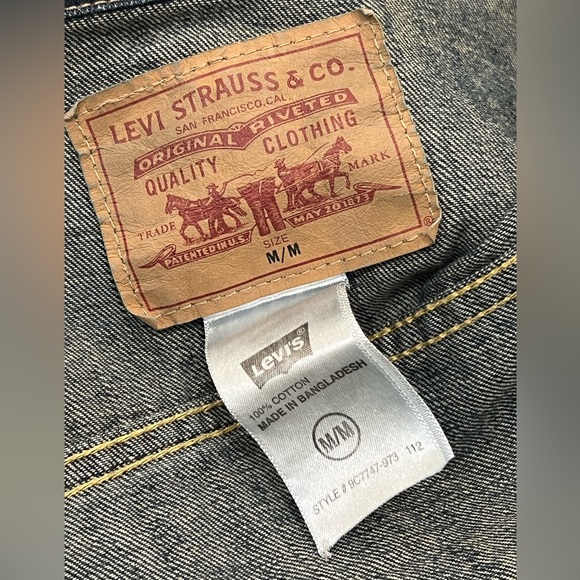 LEVI STRAUSS & CO.
SAN FRANCISCO, CAL.
ORIGINAL RIVETED
QUALITY CLOTHING
TRADE MARK
PATENTED IN U.S. MAY 20 1873
SIZE
M/M
®
Levi's
100% COTTON
MADE IN BANGLADESH
M/M
STYLE # 9C7747-973 112